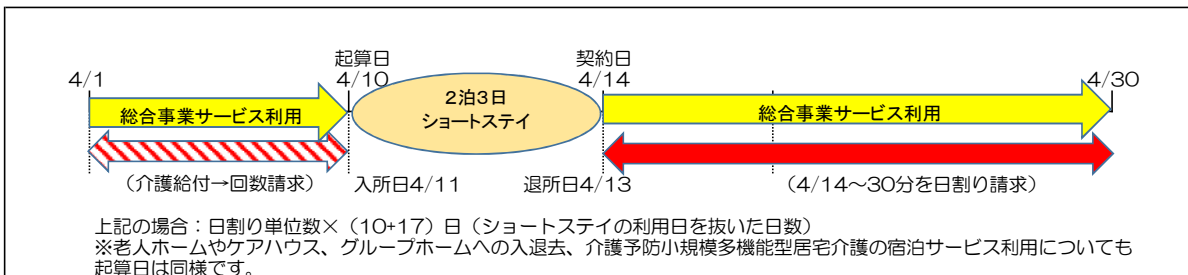 起算日
契約日
4/1
4/10
4/14
4/30
2泊3日
ショートステイ
総合事業サービス利用
総合事業サービス利用
(介護給付→回数請求)
入所日4/11
退所日4/13
(4/14～30分を日割り請求)
上記の場合：日割り単位数×（10+17）日（ショートステイの利用日を抜いた日数）
※老人ホームやケアハウス、グループホームへの入退去、介護予防小規模多機能型居宅介護の宿泊サービス利用についても
起算日は同様です。